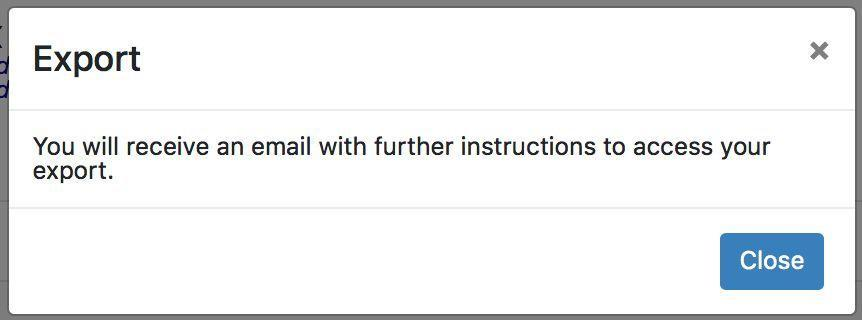 Export
×
You will receive an email with further instructions to access your
export.
Close